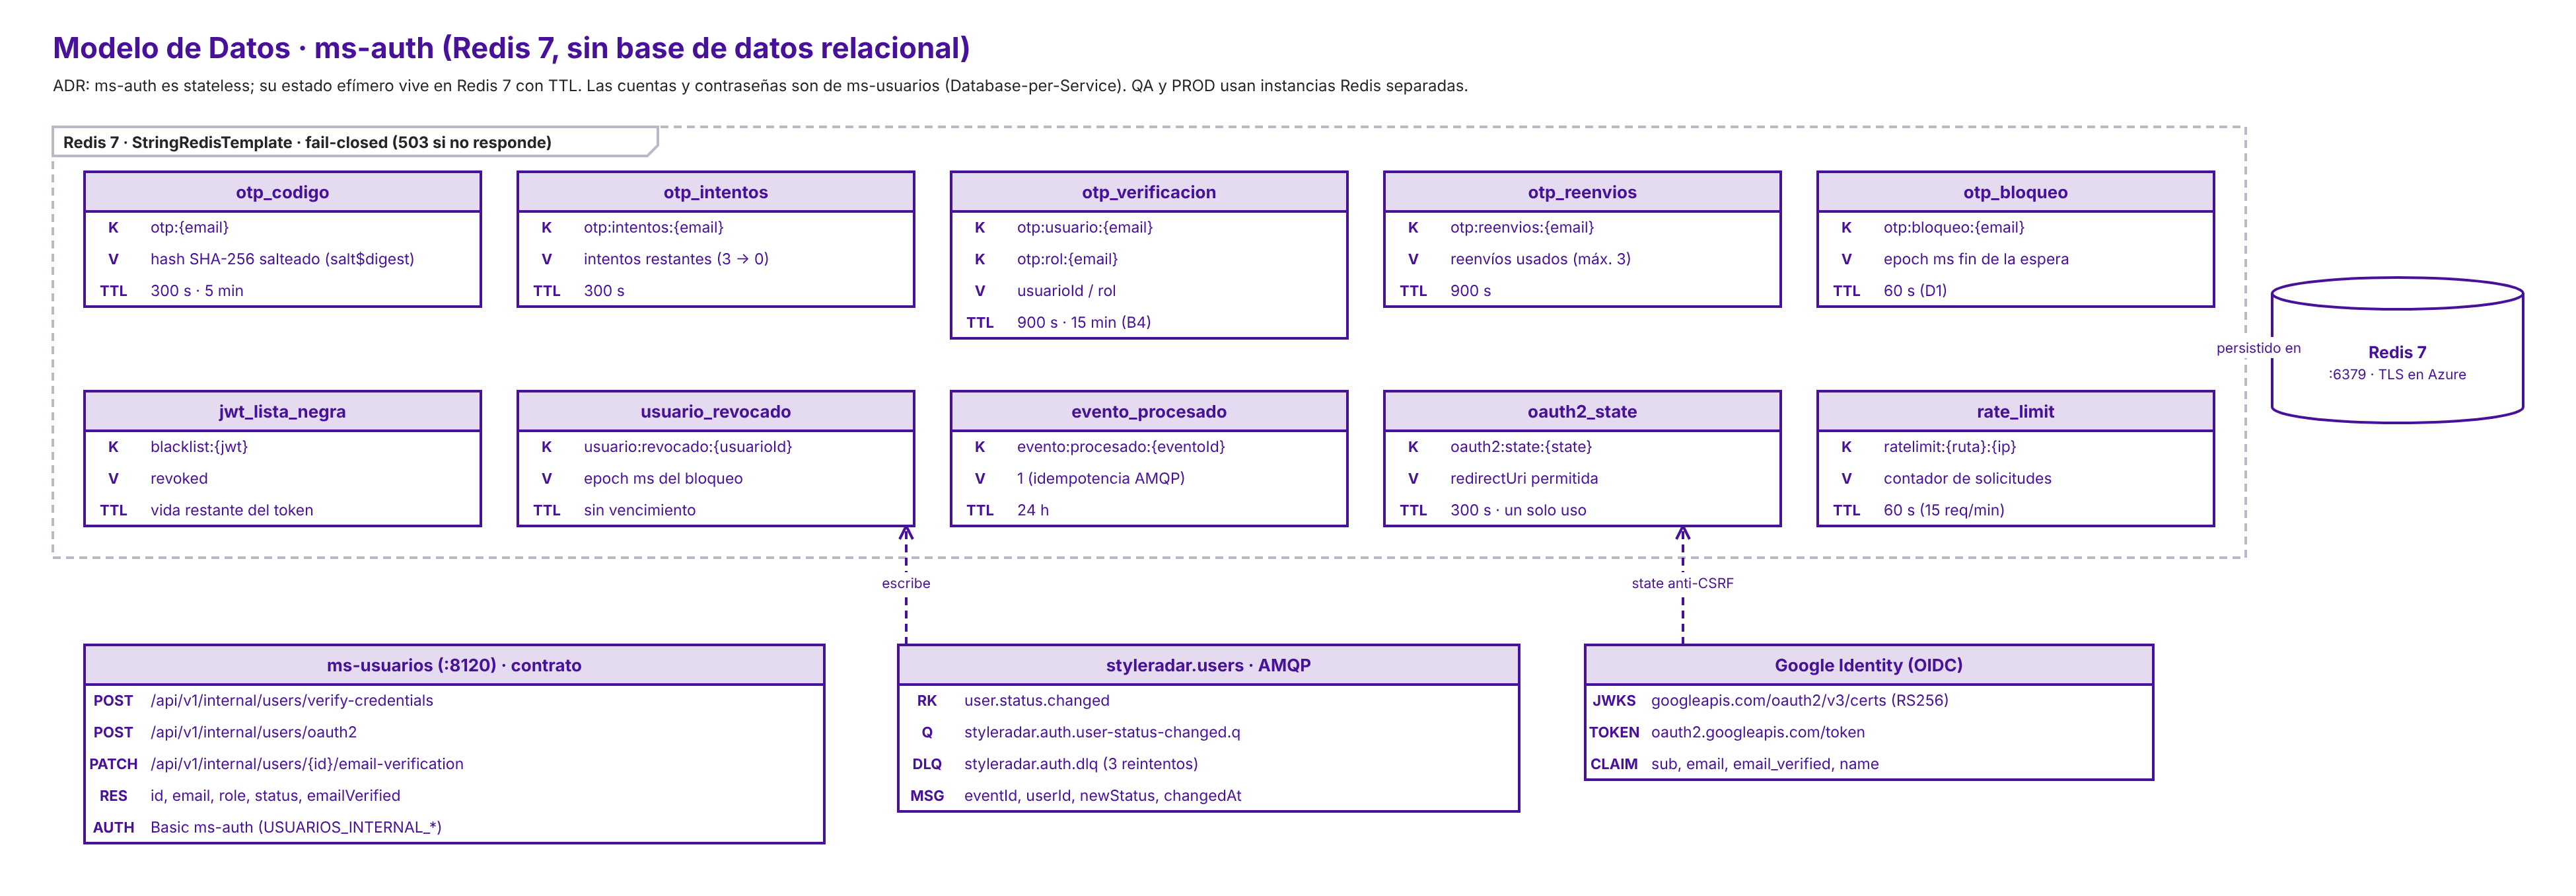 Modelo de Datos · ms-auth (Redis 7, sin base de datos relacional)
ADR: ms-auth es stateless; su estado efímero vive en Redis 7 con TTL. Las cuentas y contraseñas son de ms-usuarios (Database-per-Service). QA y PROD usan instancias Redis separadas.
Redis 7 · StringRedisTemplate · fail-closed (503 si no responde)
otp_codigo
K otp:{email}
V hash SHA-256 salteado (salt$digest)
TTL 300 s · 5 min
otp_intentos
K otp:intentos:{email}
V intentos restantes (3 → 0)
TTL 300 s
otp_verificacion
K otp:usuario:{email}
K otp:rol:{email}
V usuarioId / rol
TTL 900 s · 15 min (B4)
otp_reenvios
K otp:reenvios:{email}
V reenvíos usados (máx. 3)
TTL 900 s
otp_bloqueo
K otp:bloqueo:{email}
V epoch ms fin de la espera
TTL 60 s (D1)
persistido en
Redis 7
:6379 · TLS en Azure
jwt_lista_negra
K blacklist:{jwt}
V revoked
TTL vida restante del token
usuario_revocado
K usuario:revocado:{usuarioId}
V epoch ms del bloqueo
TTL sin vencimiento
evento_procesado
K evento:procesado:{eventoId}
V 1 (idempotencia AMQP)
TTL 24 h
oauth2_state
K oauth2:state:{state}
V redirectUri permitida
TTL 300 s · un solo uso
rate_limit
K ratelimit:{ruta}:{ip}
V contador de solicitudes
TTL 60 s (15 req/min)
escribe
state anti-CSRF
ms-usuarios (:8120) · contrato
POST /api/v1/internal/users/verify-credentials
POST /api/v1/internal/users/oauth2
PATCH /api/v1/internal/users/{id}/email-verification
RES id, email, role, status, emailVerified
AUTH Basic ms-auth (USUARIOS_INTERNAL_*)
styleradar.users · AMQP
RK user.status.changed
Q styleradar.auth.user-status-changed.q
DLQ styleradar.auth.dlq (3 reintentos)
MSG eventId, userId, newStatus, changedAt
Google Identity (OIDC)
JWKS googleapis.com/oauth2/v3/certs (RS256)
TOKEN oauth2.googleapis.com/token
CLAIM sub, email, email_verified, name